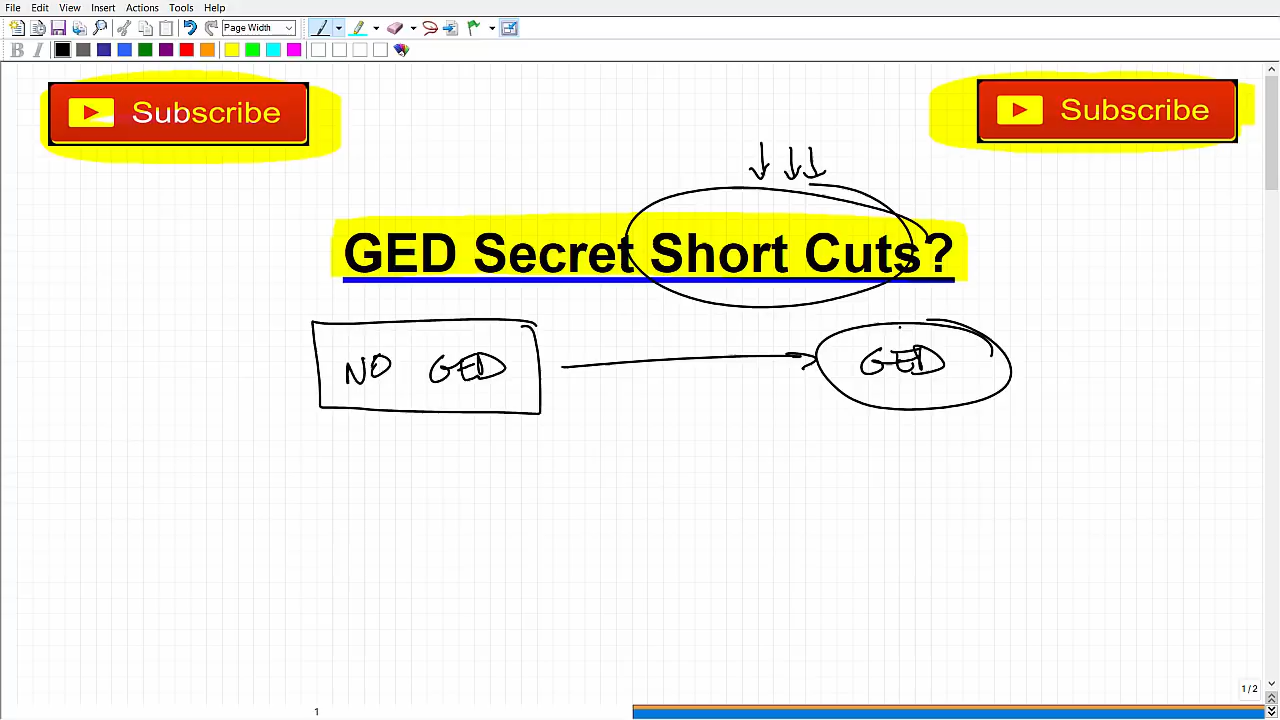 File Edit View Insert Actions Tools Help
Page Width
B I
Subscribe Subscribe
GED Secret Short Cuts?
NO GED GED
1/2
1